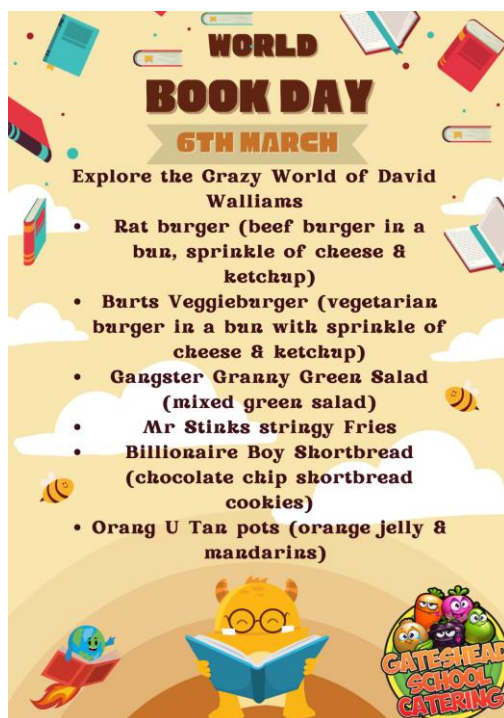 WORLD
BOOK DAY
6TH MARCH
Explore the Crazy World of David
Walliams
• Rat burger (beef burger in a
bun, sprinkle of cheese &
ketchup)
• Burts Veggieburger (vegetarian
burger in a bun with sprinkle of
cheese & ketchup)
• Gangster Granny Green Salad
(mixed green salad)
• Mr Stinks stringy Fries
• Billionaire Boy Shortbread
(chocolate chip shortbread
cookies)
• Orang U Tan pots (orange jelly &
mandarins)
GATESHEAD
SCHOOL
CATERING